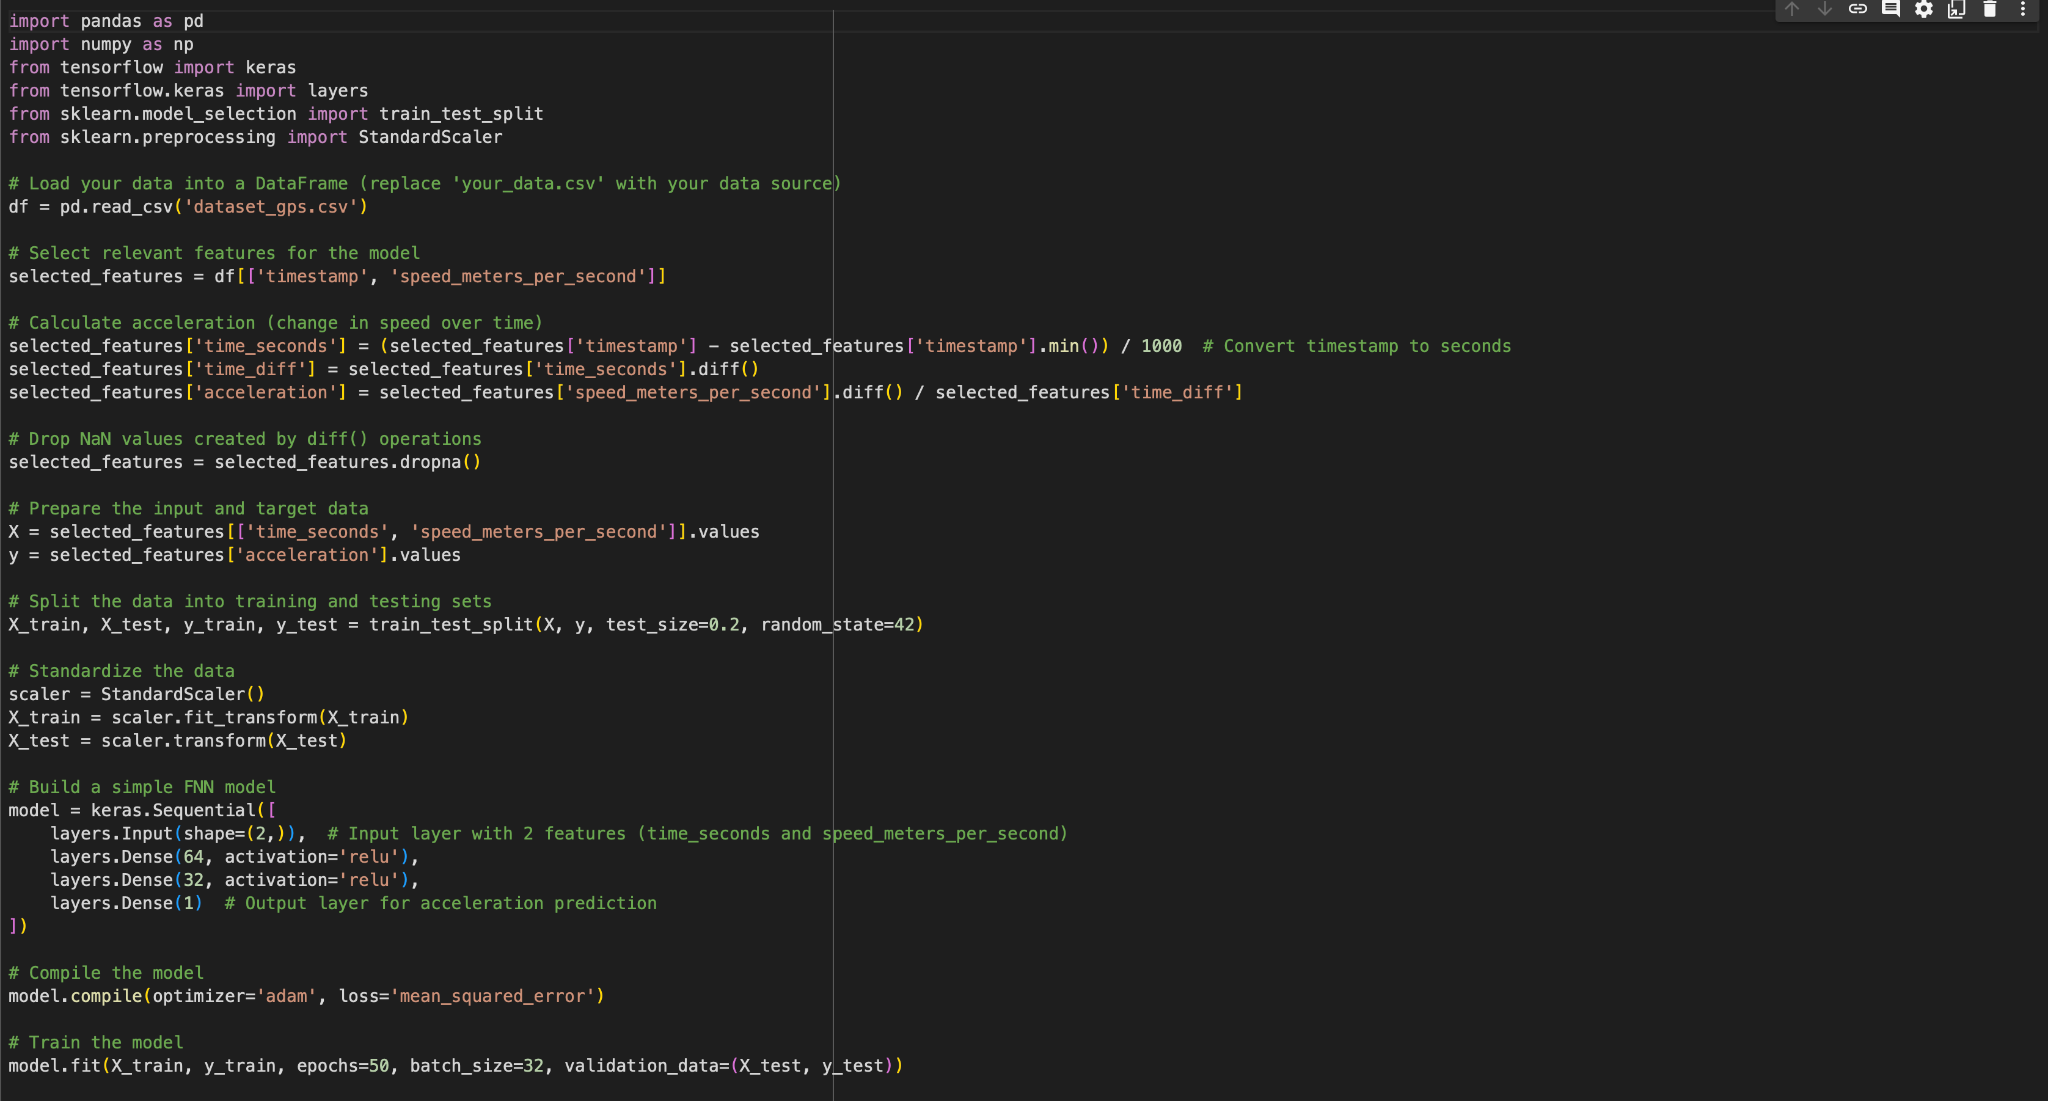 import pandas as pd
import numpy as np
from tensorflow import keras
from tensorflow.keras import layers
from sklearn.model_selection import train_test_split
from sklearn.preprocessing import StandardScaler

# Load your data into a DataFrame (replace 'your_data.csv' with your data source)
df = pd.read_csv('dataset_gps.csv')

# Select relevant features for the model
selected_features = df[['timestamp', 'speed_meters_per_second']]

# Calculate acceleration (change in speed over time)
selected_features['time_seconds'] = (selected_features['timestamp'] - selected_features['timestamp'].min()) / 1000  # Convert timestamp to seconds
selected_features['time_diff'] = selected_features['time_seconds'].diff()
selected_features['acceleration'] = selected_features['speed_meters_per_second'].diff() / selected_features['time_diff']

# Drop NaN values created by diff() operations
selected_features = selected_features.dropna()

# Prepare the input and target data
X = selected_features[['time_seconds', 'speed_meters_per_second']].values
y = selected_features['acceleration'].values

# Split the data into training and testing sets
X_train, X_test, y_train, y_test = train_test_split(X, y, test_size=0.2, random_state=42)

# Standardize the data
scaler = StandardScaler()
X_train = scaler.fit_transform(X_train)
X_test = scaler.transform(X_test)

# Build a simple FNN model
model = keras.Sequential([
    layers.Input(shape=(2,)),  # Input layer with 2 features (time_seconds and speed_meters_per_second)
    layers.Dense(64, activation='relu'),
    layers.Dense(32, activation='relu'),
    layers.Dense(1)  # Output layer for acceleration prediction
])

# Compile the model
model.compile(optimizer='adam', loss='mean_squared_error')

# Train the model
model.fit(X_train, y_train, epochs=50, batch_size=32, validation_data=(X_test, y_test))